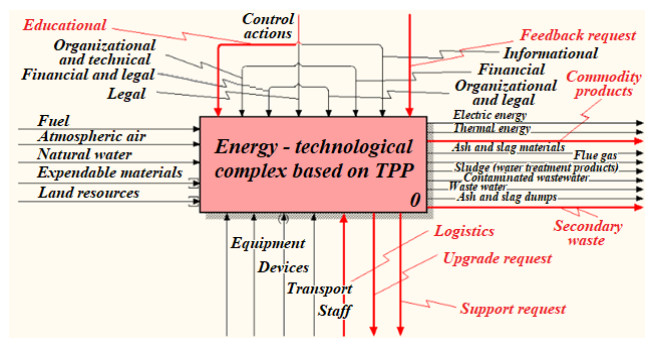 Educational
Control
actions
Feedback request
Organizational
and technical
Informational
Financial and legal
Financial
Commodity
products
Legal
Organizational
and legal
Fuel
Atmospheric air
Natural water
Expendable materials
Land resources
Energy - technological
complex based on TPP
0
Electric energy
Thermal energy
Ash and slag materials
Flue gas
Sludge (water treatment products)
Contaminated wastewater
Waste water
Ash and slag dumps
Secondary
waste
Equipment
Devices
Transport
Staff
Logistics
Upgrade request
Support request